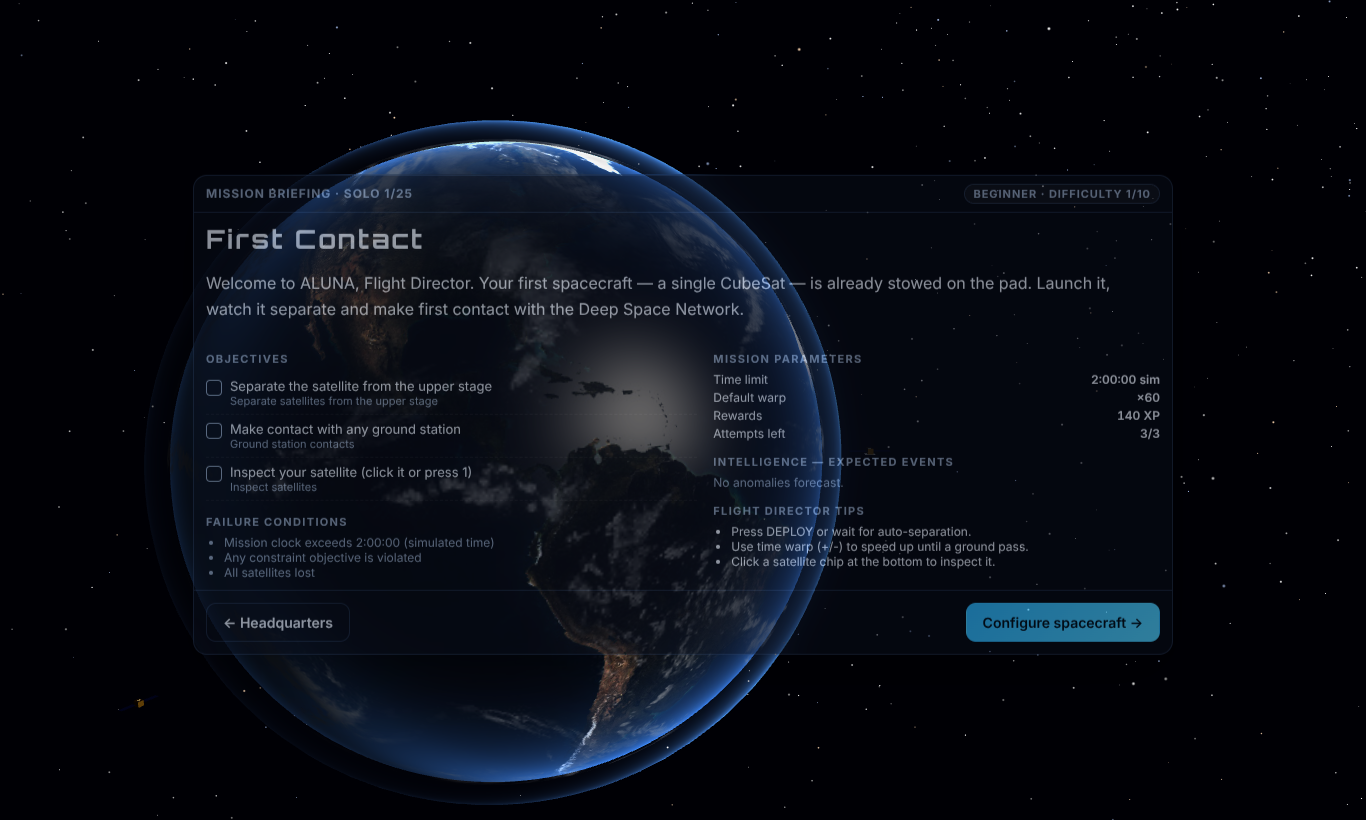 MISSION BRIEFING · SOLO 1/25
BEGINNER · DIFFICULTY 1/10
First Contact
Welcome to ALUNA, Flight Director. Your first spacecraft — a single CubeSat — is already stowed on the pad. Launch it,
watch it separate and make first contact with the Deep Space Network.
OBJECTIVES
Separate the satellite from the upper stage
Separate satellites from the upper stage
Make contact with any ground station
Ground station contacts
Inspect your satellite (click it or press 1)
Inspect satellites
FAILURE CONDITIONS
• Mission clock exceeds 2:00:00 (simulated time)
• Any constraint objective is violated
• All satellites lost
MISSION PARAMETERS
Time limit 2:00:00 sim
Default warp ×60
Rewards 140 XP
Attempts left 3/3
INTELLIGENCE — EXPECTED EVENTS
No anomalies forecast.
FLIGHT DIRECTOR TIPS
• Press DEPLOY or wait for auto-separation.
• Use time warp (+/-) to speed up until a ground pass.
• Click a satellite chip at the bottom to inspect it.
← Headquarters
Configure spacecraft →